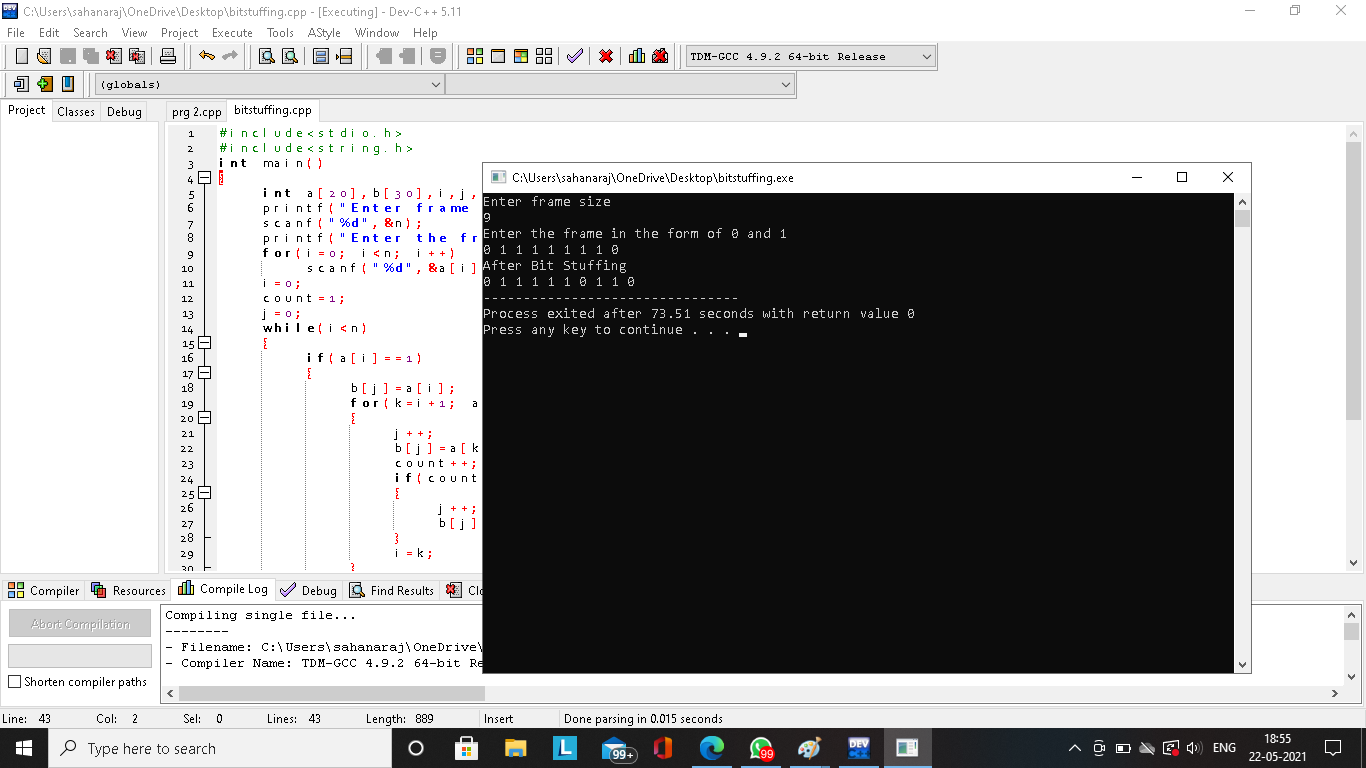 C:\Users\sahanaraj\OneDrive\Desktop\bitstuffing.cpp - [Executing] - Dev-C++ 5.11
File Edit Search View Project Execute Tools AStyle Window Help
TDM-GCC 4.9.2 64-bit Release
(globals)
Project Classes Debug prg 2.cpp bitstuffing.cpp
1 #include<stdio.h>
2 #include<string.h>
3 int main()
4 {
5 int a[20],b[30],i,j,
6 printf("Enter frame
7 scanf("%d",&n);
8 printf("Enter the fr
9 for(i=0; i<n; i++)
10 scanf("%d",&a[i]
11 i=0;
12 count=1;
13 j=0;
14 while(i<n)
15 {
16 if(a[i]==1)
17 {
18 b[j]=a[i];
19 for(k=i+1; a
20 {
21 j++;
22 b[j]=a[k
23 count++;
24 if(count
25 {
26 j++;
27 b[j]
28 }
29 i=k;
30 }
C:\Users\sahanaraj\OneDrive\Desktop\bitstuffing.exe
Enter frame size
9
Enter the frame in the form of 0 and 1
0 1 1 1 1 1 1 1 0
After Bit Stuffing
0 1 1 1 1 1 0 1 1 0
--------------------------------
Process exited after 73.51 seconds with return value 0
Press any key to continue . . .
Compiler Resources Compile Log Debug Find Results Clo
Abort Compilation
Shorten compiler paths
Compiling single file...
--------
- Filename: C:\Users\sahanaraj\OneDrive\
- Compiler Name: TDM-GCC 4.9.2 64-bit Re
Line: 43 Col: 2 Sel: 0 Lines: 43 Length: 889 Insert Done parsing in 0.015 seconds
Type here to search
L
99+
99
DEV
ENG
18:55
22-05-2021